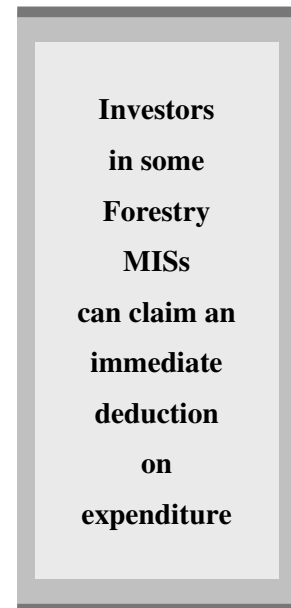 Investors
in some
Forestry
MISs
can claim an
immediate
deduction
on
expenditure